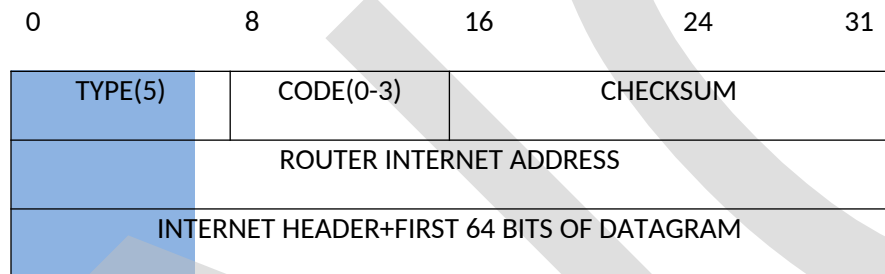 0 8 16 24 31
TYPE(5) CODE(0-3) CHECKSUM
ROUTER INTERNET ADDRESS
INTERNET HEADER+FIRST 64 BITS OF DATAGRAM